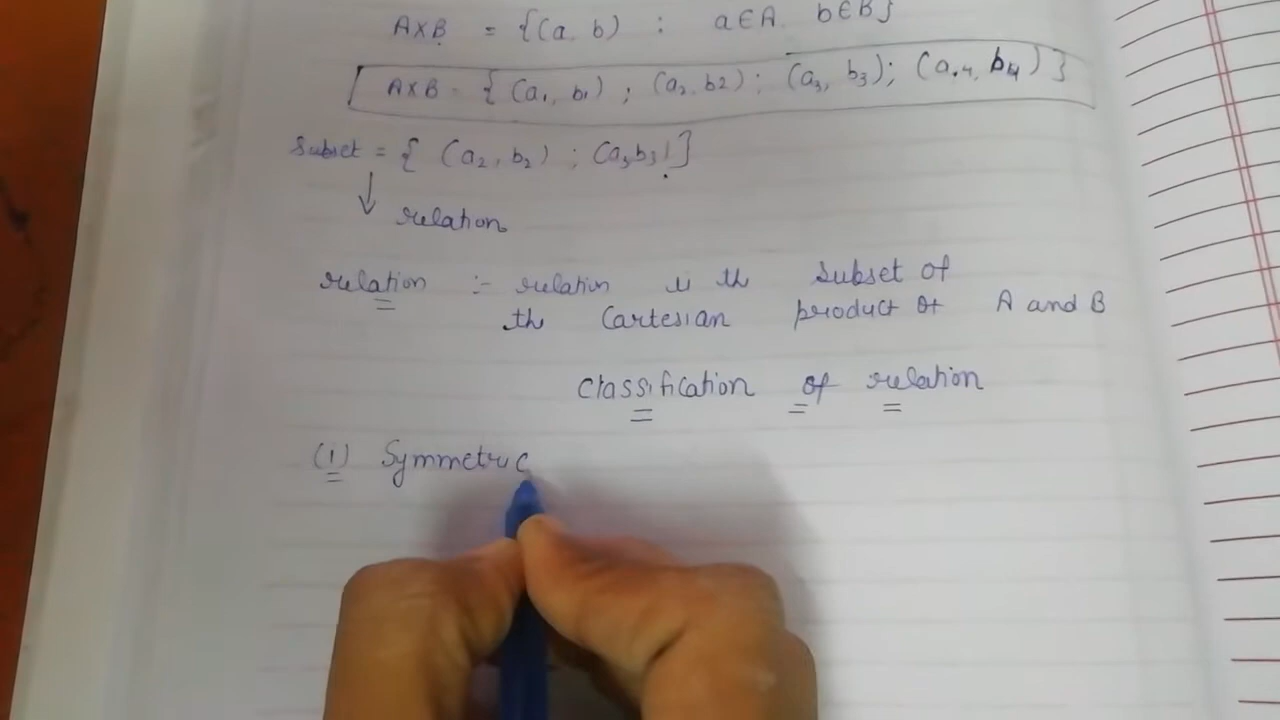 A×B = {(a, b) : a∈A, b∈B}
A×B = { (a1, b1) ; (a2, b2) ; (a3, b3) ; (a4, b4) }
Subset = { (a2, b2) ; (a3 b3) }
↓ relation
relation :- relation is the subset of
the Cartesian product of A and B
Classification of relation
(1) Symmetric